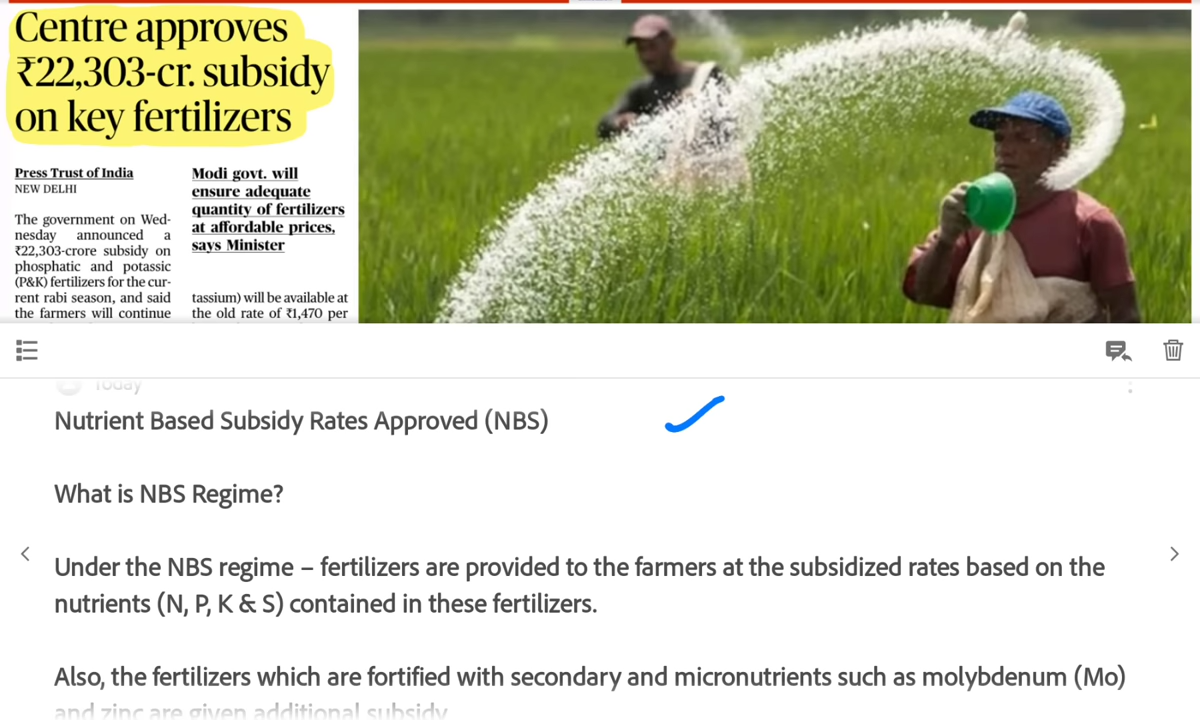 Centre approves
₹22,303-cr. subsidy
on key fertilizers
Press Trust of India
NEW DELHI
The government on Wed-
nesday announced a
₹22,303-crore subsidy on
phosphatic and potassic
(P&K) fertilizers for the cur-
rent rabi season, and said
the farmers will continue
Modi govt. will
ensure adequate
quantity of fertilizers
at affordable prices,
says Minister
tassium) will be available at
the old rate of ₹1,470 per
Today
Nutrient Based Subsidy Rates Approved (NBS)
What is NBS Regime?
Under the NBS regime – fertilizers are provided to the farmers at the subsidized rates based on the
nutrients (N, P, K & S) contained in these fertilizers.
Also, the fertilizers which are fortified with secondary and micronutrients such as molybdenum (Mo)
and zinc are given additional subsidy